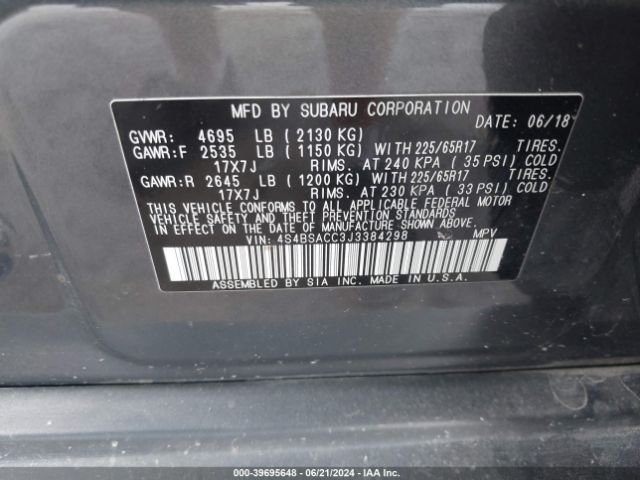 MFD BY SUBARU CORPORATION
DATE: 06/18
GVWR: 4695 LB (2130 KG)
GAWR:F 2535 LB (1150 KG) WITH 225/65R17 TIRES.
17X7J RIMS. AT 240 KPA (35 PSI) COLD
GAWR:R 2645 LB (1200 KG) WITH 225/65R17 TIRES.
17X7J RIMS. AT 230 KPA (33 PSI) COLD
THIS VEHICLE CONFORMS TO ALL APPLICABLE FEDERAL MOTOR
VEHICLE SAFETY AND THEFT PREVENTION STANDARDS
IN EFFECT ON THE DATE OF MANUFACTURE SHOWN ABOVE.
VIN: 4S4BSACC3J3384298 MPV
ASSEMBLED BY SIA INC. MADE IN U.S.A.
000-39695648 / 06/21/2024 - IAA Inc.